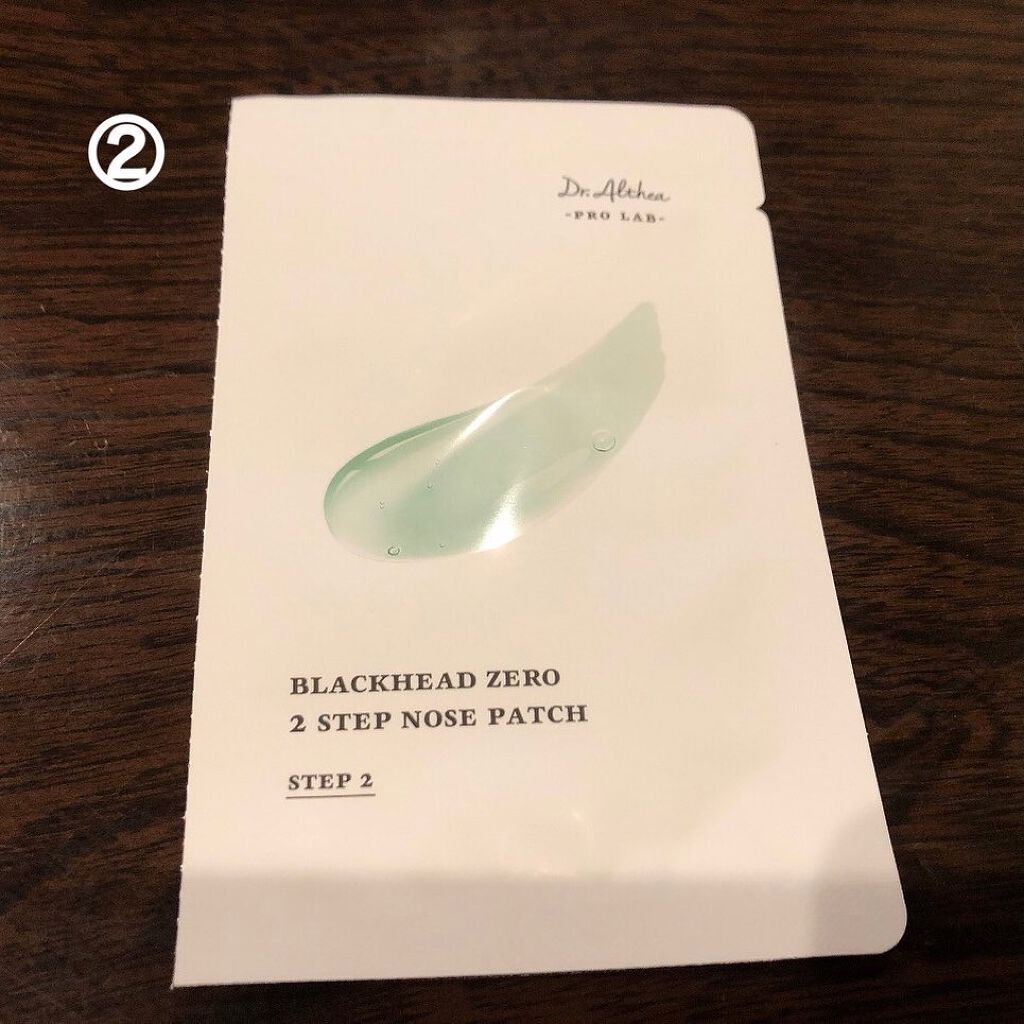 ②
Dr. Althea
-PRO LAB-
BLACKHEAD ZERO
2 STEP NOSE PATCH
STEP 2